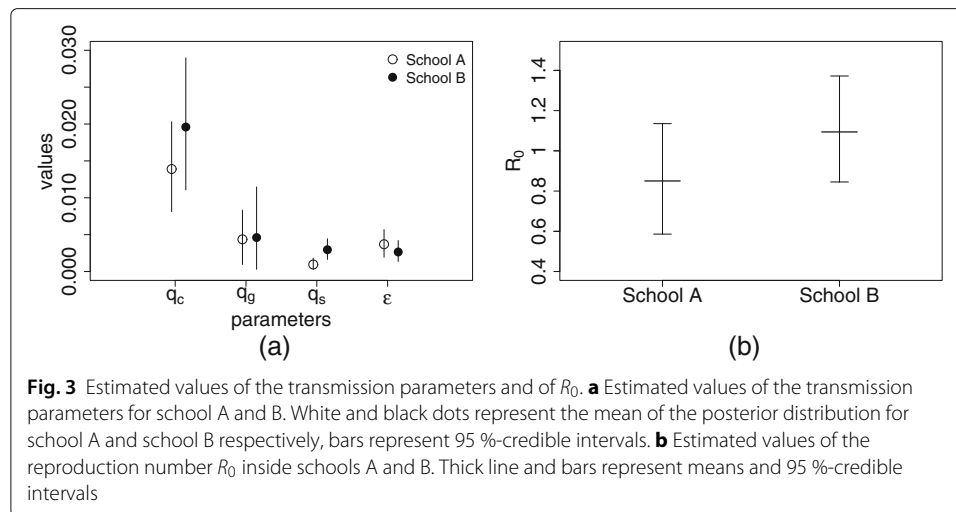 0.030
0.020
0.010
0.000
values
○ School A
● School B
q_c q_g q_s ε
parameters
(a)
1.4
1.2
1
0.8
0.6
0.4
R_0
School A School B
(b)
Fig. 3 Estimated values of the transmission parameters and of R_0. a Estimated values of the transmission
parameters for school A and B. White and black dots represent the mean of the posterior distribution for
school A and school B respectively, bars represent 95 %-credible intervals. b Estimated values of the
reproduction number R_0 inside schools A and B. Thick line and bars represent means and 95 %-credible
intervals